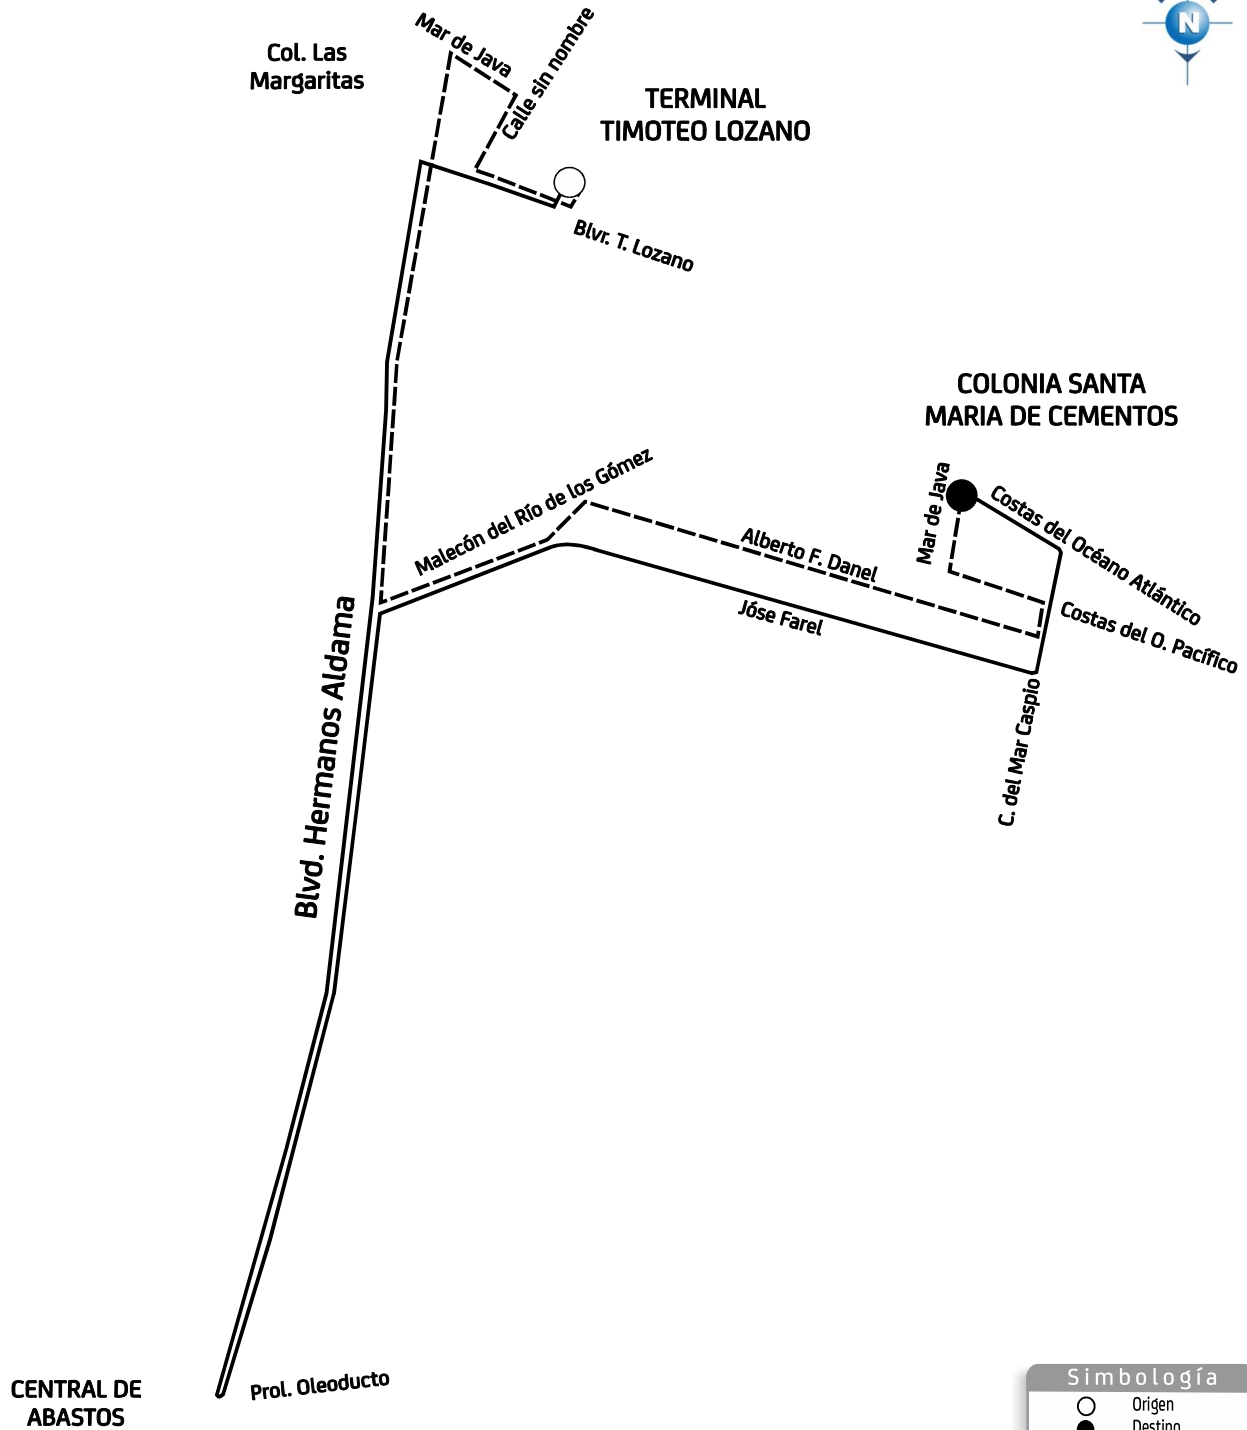 N
Mar de Java
Calle sin nombre
Col. Las
Margaritas
TERMINAL
TIMOTEO LOZANO
Blvr. T. Lozano
COLONIA SANTA
MARIA DE CEMENTOS
Malecón del Río de los Gómez
Mar de Java
Costas del Océano Atlántico
Alberto F. Danel
Jóse Farel
Costas del O. Pacífico
Blvd. Hermanos Aldama
C. del Mar Caspio
CENTRAL DE
ABASTOS
Prol. Oleoducto
Simbología
Origen
Destino